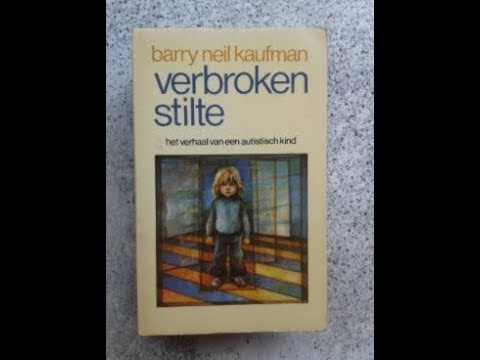 barry neil kaufman
verbroken
stilte
het verhaal van een autistisch kind